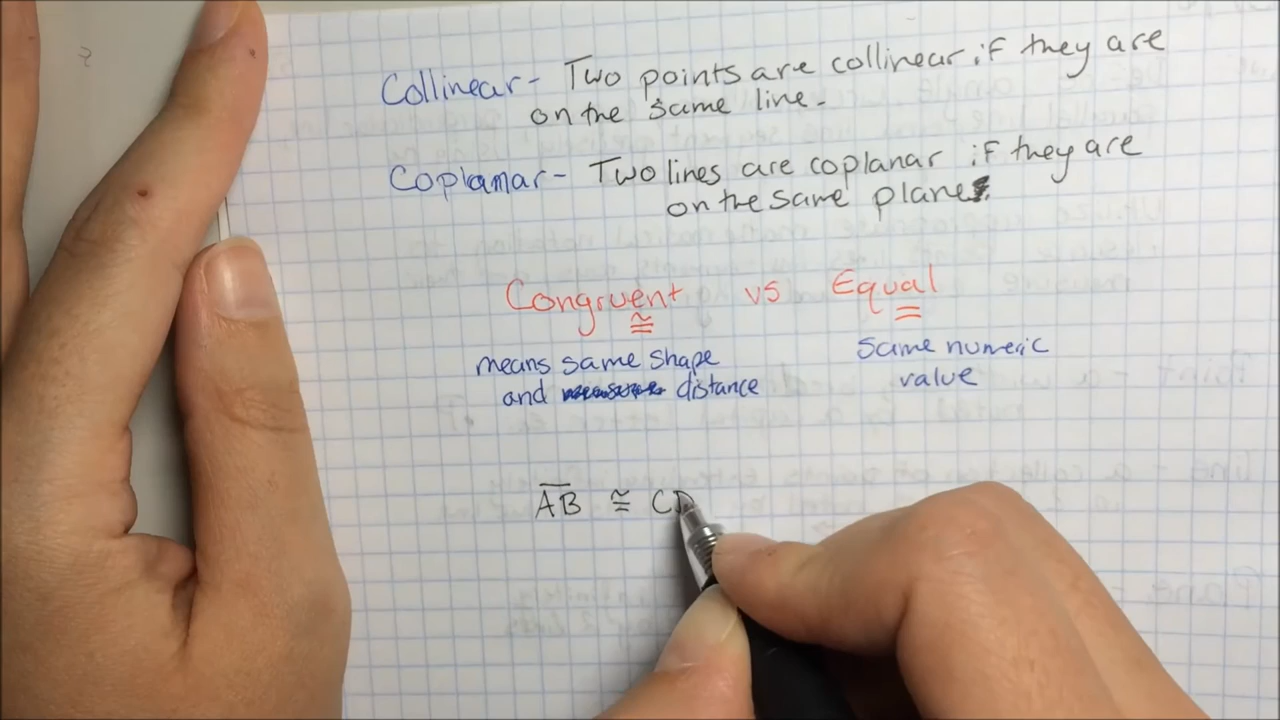 Collinear - Two points are collinear if they are
on the same line.
Coplanar - Two lines are coplanar if they are
on the same plane.
Congruent vs Equal
≅ =
means same shape
and distance
same numeric
value
A̅B̅ ≅ CD